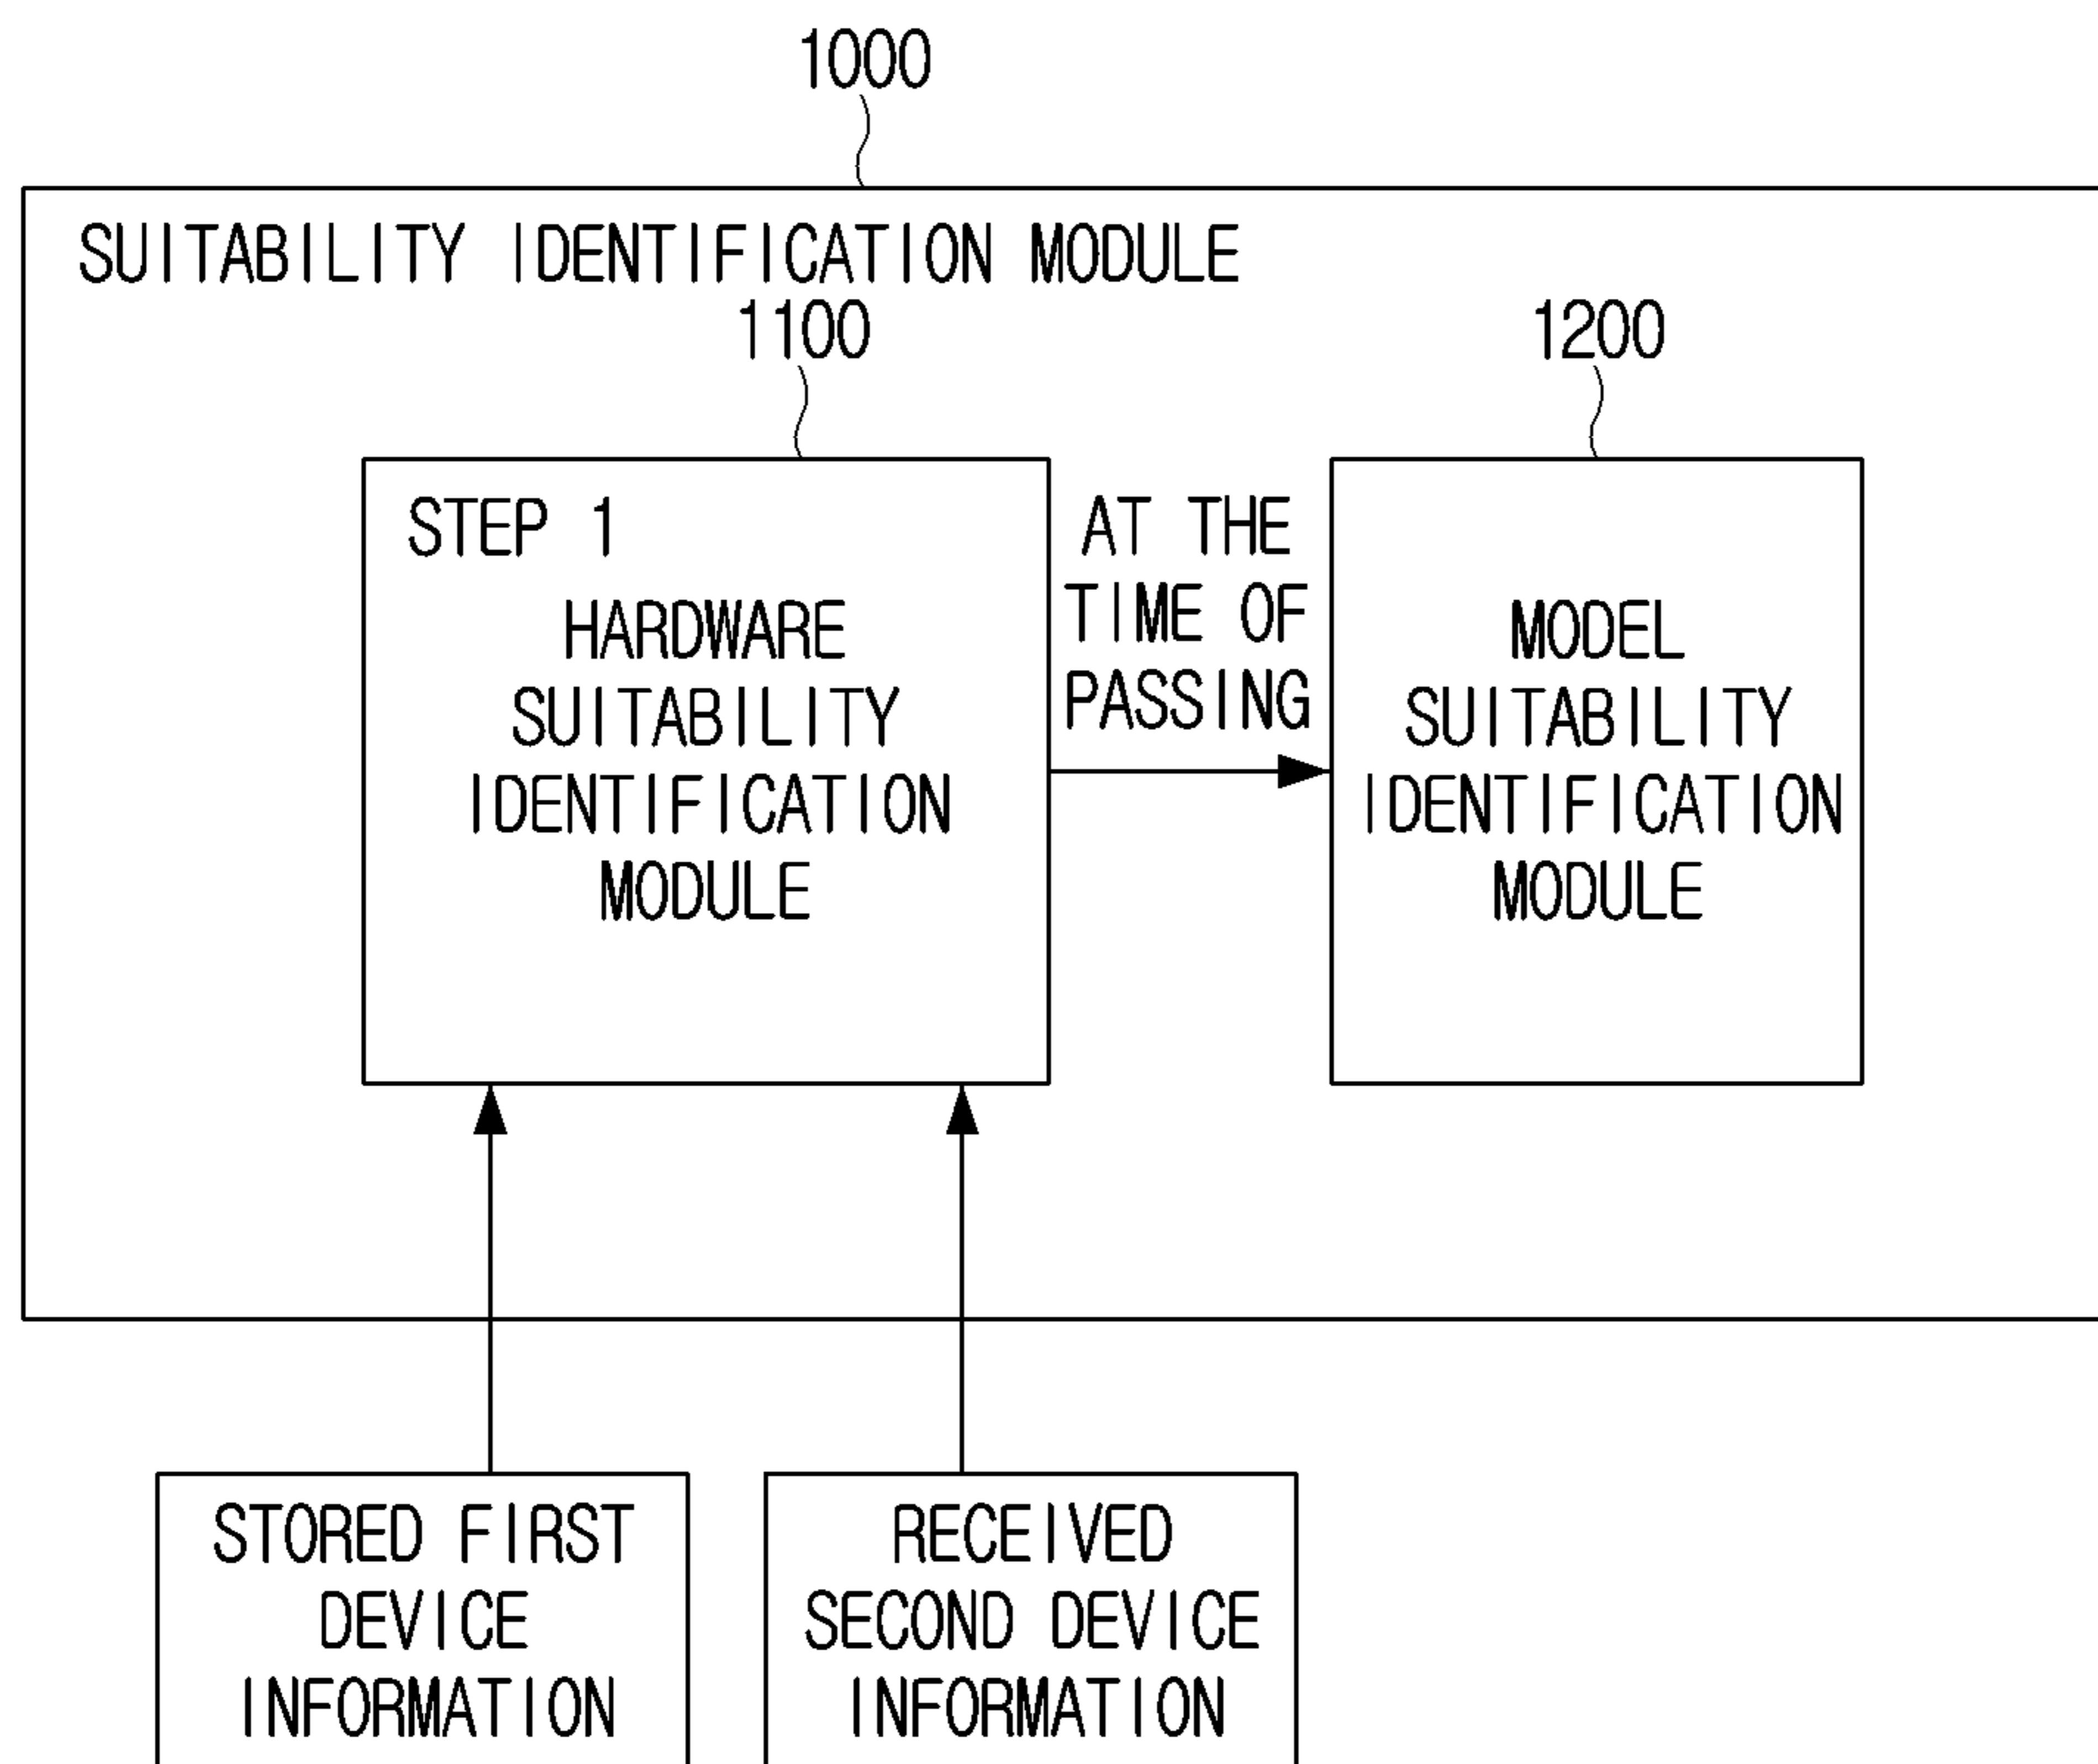 1000
SUITABILITY IDENTIFICATION MODULE
1100
1200
STEP 1
HARDWARE
SUITABILITY
IDENTIFICATION
MODULE
AT THE
TIME OF
PASSING
MODEL
SUITABILITY
IDENTIFICATION
MODULE
STORED FIRST
DEVICE
INFORMATION
RECEIVED
SECOND DEVICE
INFORMATION